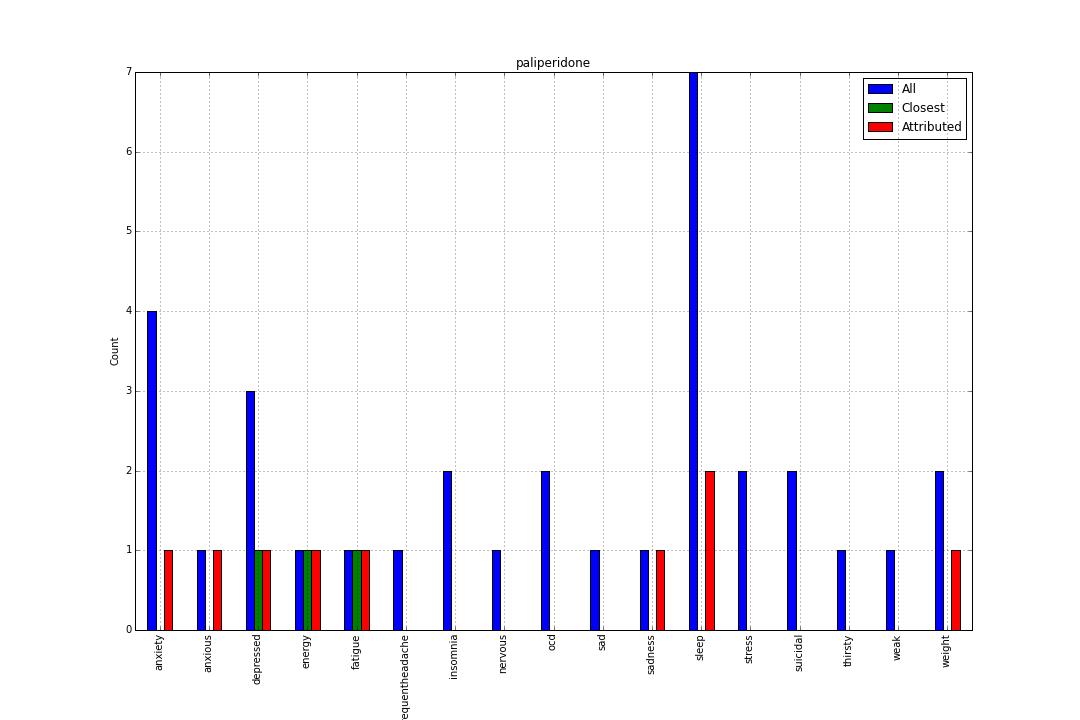 paliperidone
7
6
5
4
3
2
1
0
Count
All
Closest
Attributed
anxiety
anxious
depressed
energy
fatigue
equentheadache
insomnia
nervous
ocd
sad
sadness
sleep
stress
suicidal
thirsty
weak
weight